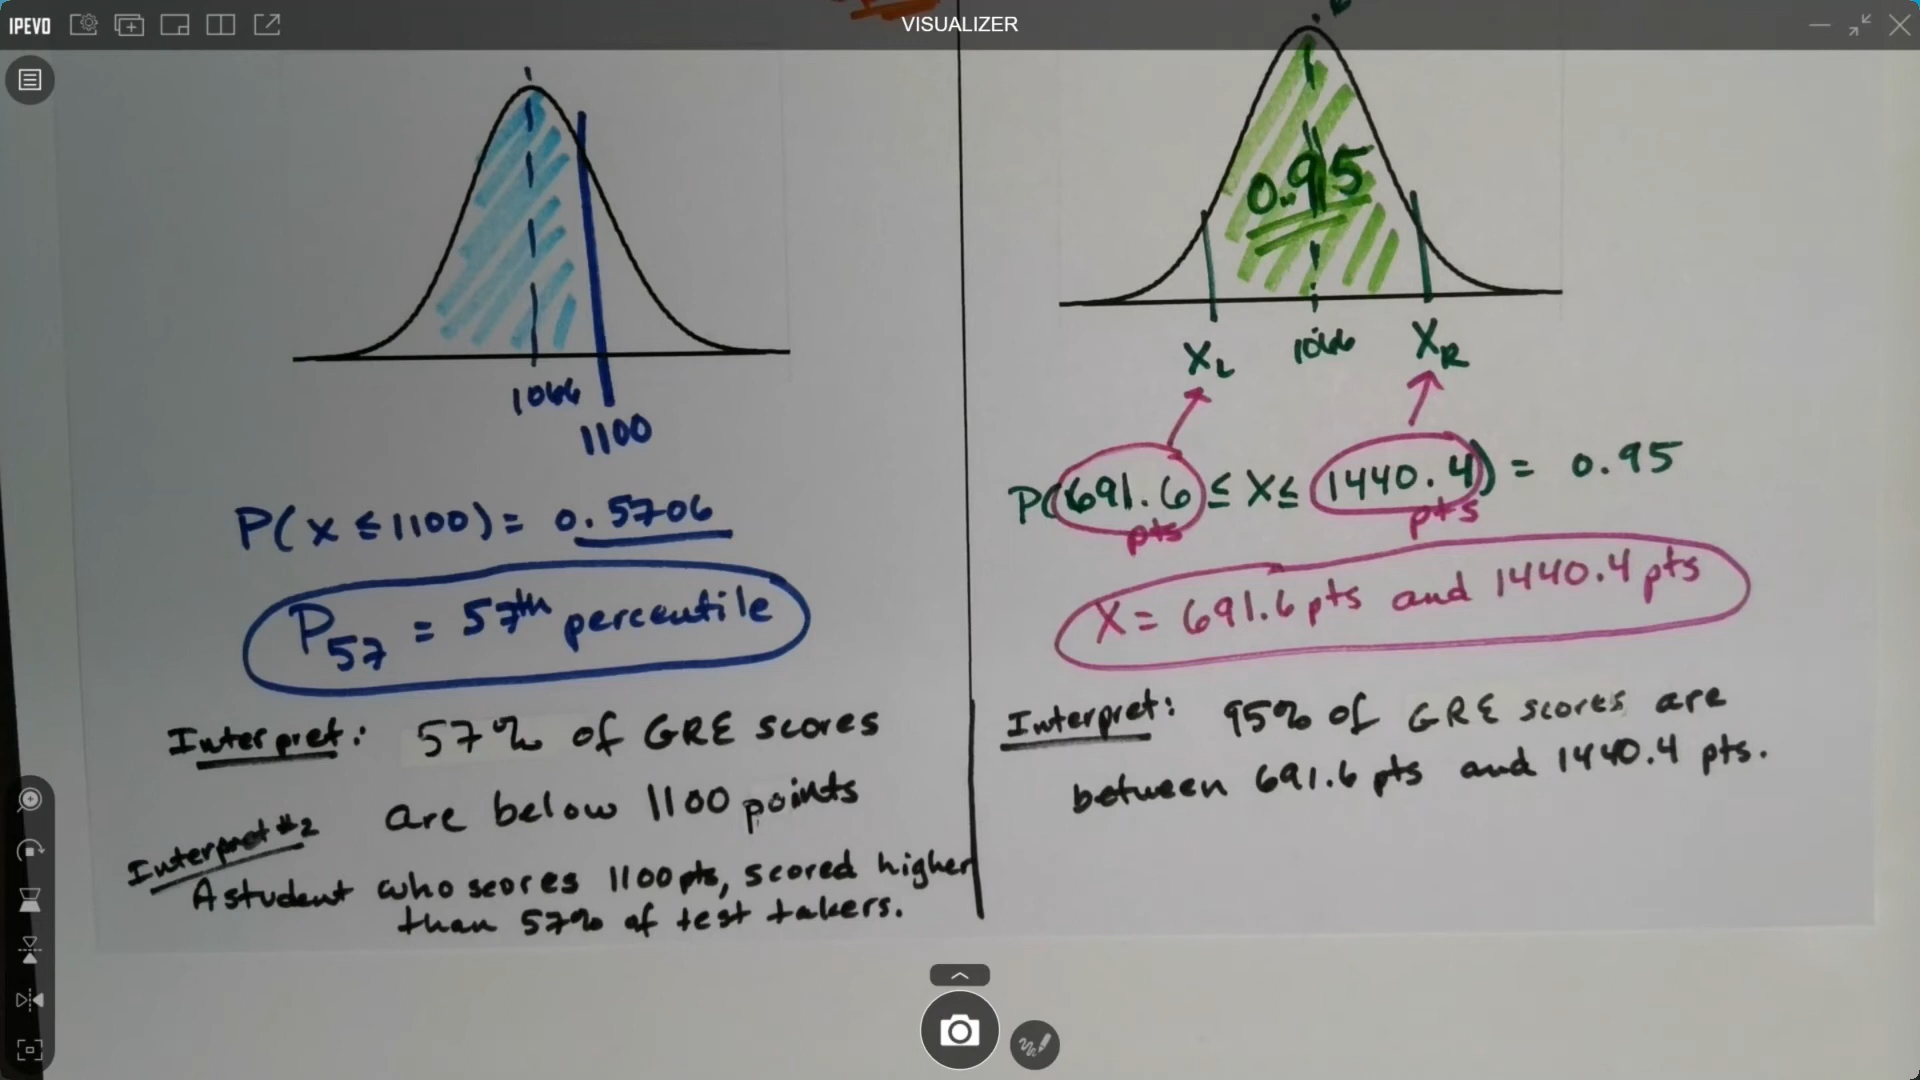 IPEVO
VISUALIZER
1066
1100
P(x ≤ 1100) = 0.5706
P57 = 57th percentile
Interpret: 57% of GRE scores
are below 1100 points
Interpret #2
A student who scores 1100 pts, scored higher
than 57% of test takers.
0.95
XL 1066 XR
P(691.6 ≤ X ≤ 1440.4) = 0.95
pts pts
X = 691.6 pts and 1440.4 pts
Interpret: 95% of GRE scores are
between 691.6 pts and 1440.4 pts.